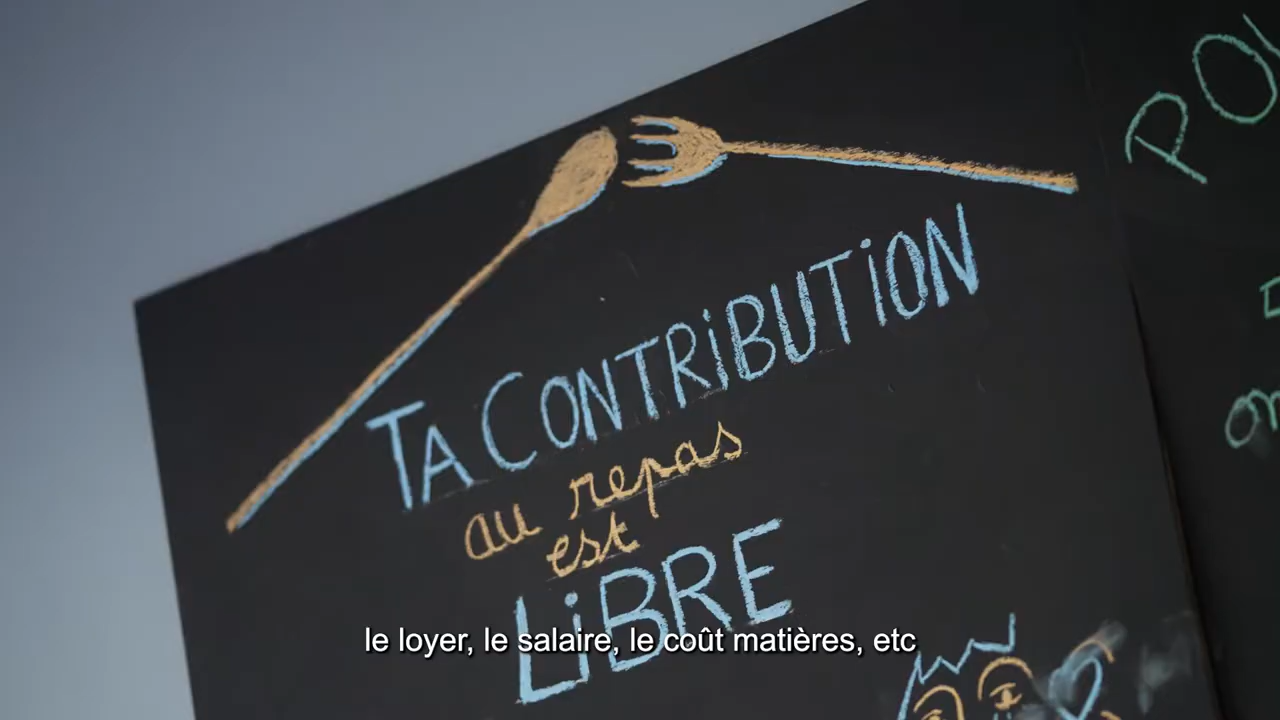 TA CONTRIBUTION
au repas
est
LiBRE
le loyer, le salaire, le coût matières, etc